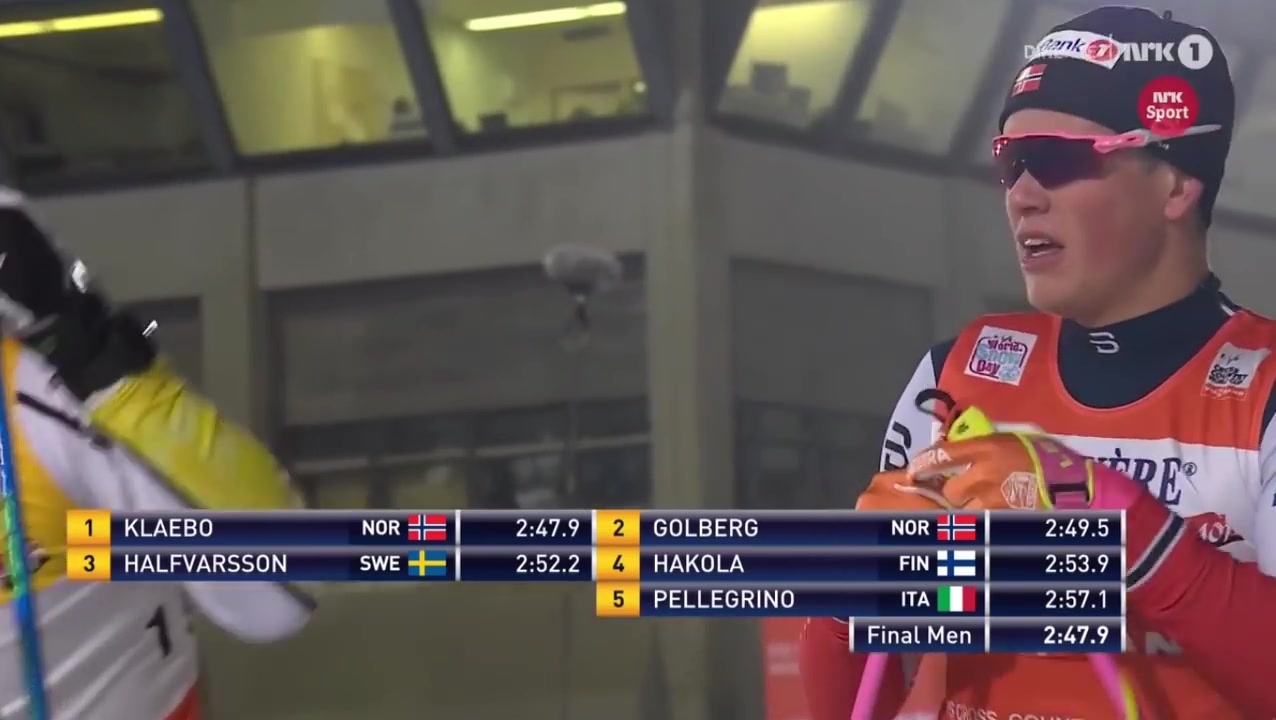 nrk 1
nrk
Sport
World
Snow
Day
1 KLAEBO NOR 2:47.9
2 GOLBERG NOR 2:49.5
3 HALFVARSSON SWE 2:52.2
4 HAKOLA FIN 2:53.9
5 PELLEGRINO ITA 2:57.1
Final Men 2:47.9
1